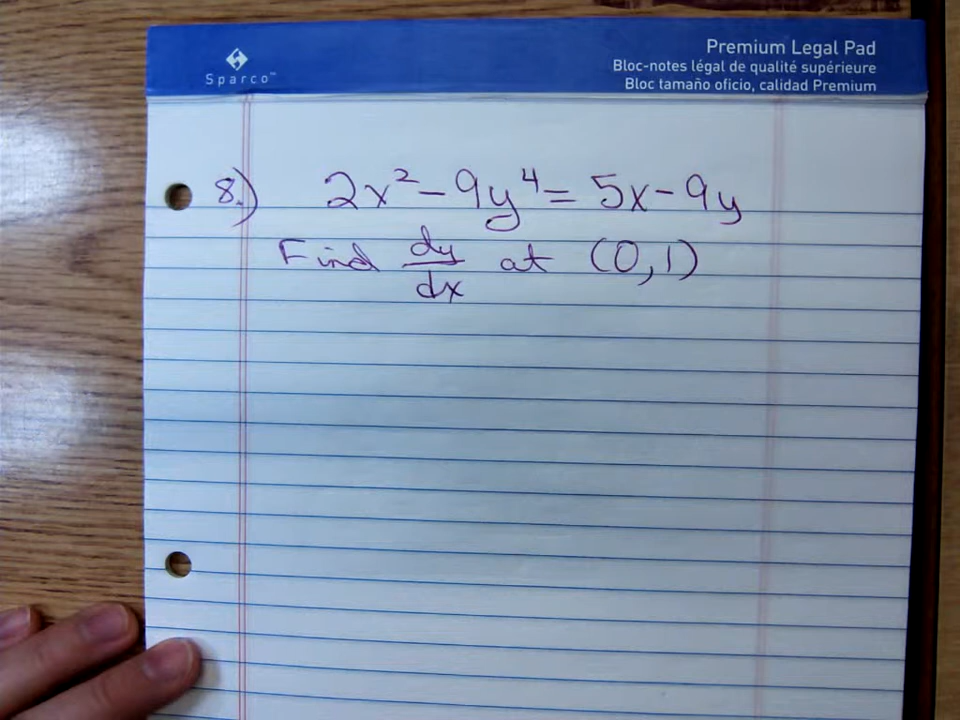 Sparco™
Premium Legal Pad
Bloc-notes légal de qualité supérieure
Bloc tamaño oficio, calidad Premium
8.) 2x² - 9y⁴ = 5x - 9y
Find dy/dx at (0,1)